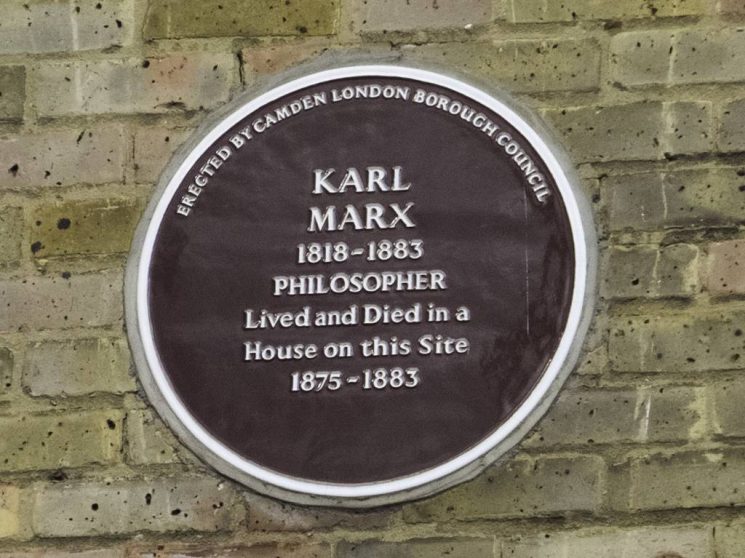 ERECTED BY CAMDEN LONDON BOROUGH COUNCIL
KARL
MARX
1818-1883
PHILOSOPHER
Lived and Died in a
House on this Site
1875-1883